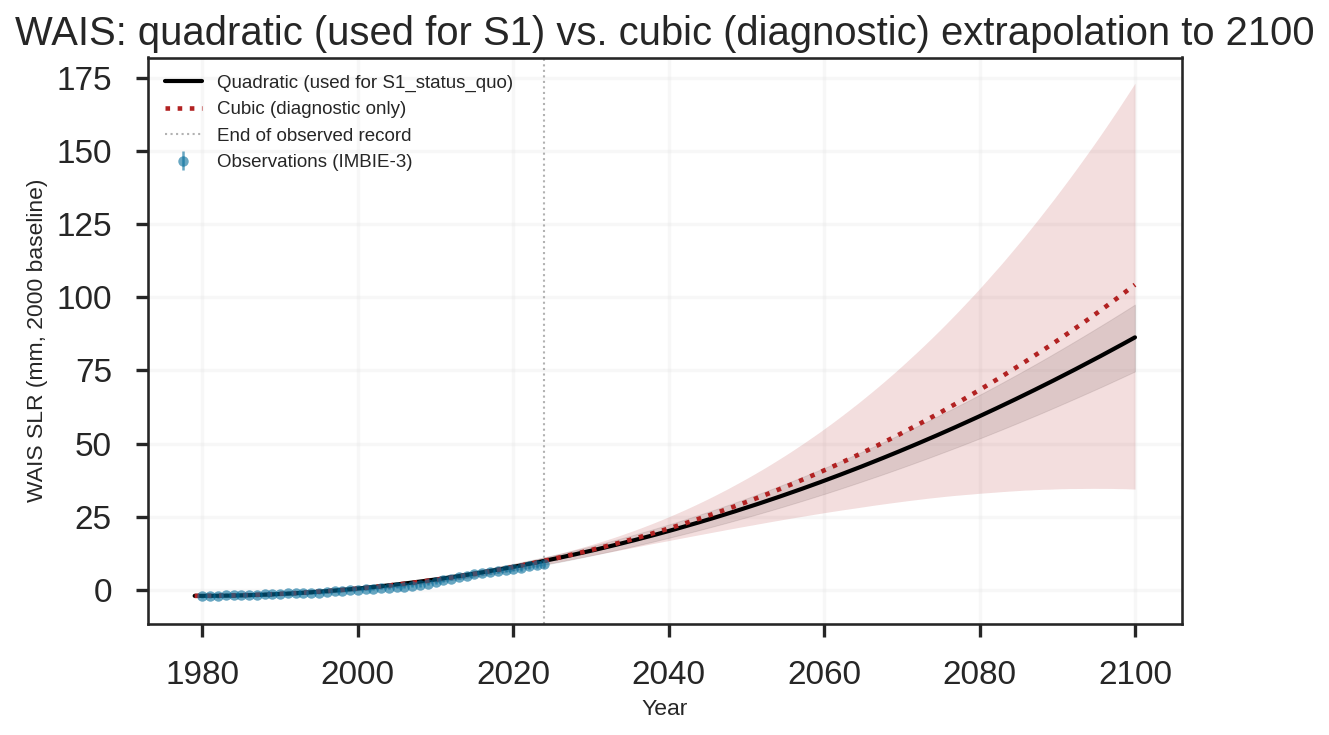 WAIS: quadratic (used for S1) vs. cubic (diagnostic) extrapolation to 2100
Quadratic (used for S1_status_quo)
Cubic (diagnostic only)
End of observed record
Observations (IMBIE-3)
WAIS SLR (mm, 2000 baseline)
175
150
125
100
75
50
25
0
1980 2000 2020 2040 2060 2080 2100
Year